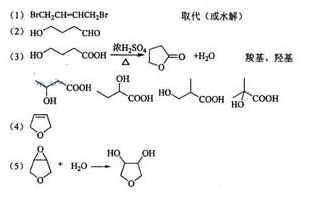 (1) BrCH₂CH=CHCH₂Br 取代（或水解）
(2) HO CHO
(3) HO COOH 浓H₂SO₄ △ O O +H₂O 羧基、羟基
COOH OH OH COOH HO COOH HO COOH
(4) O
(5) O O + H₂O → HO OH O